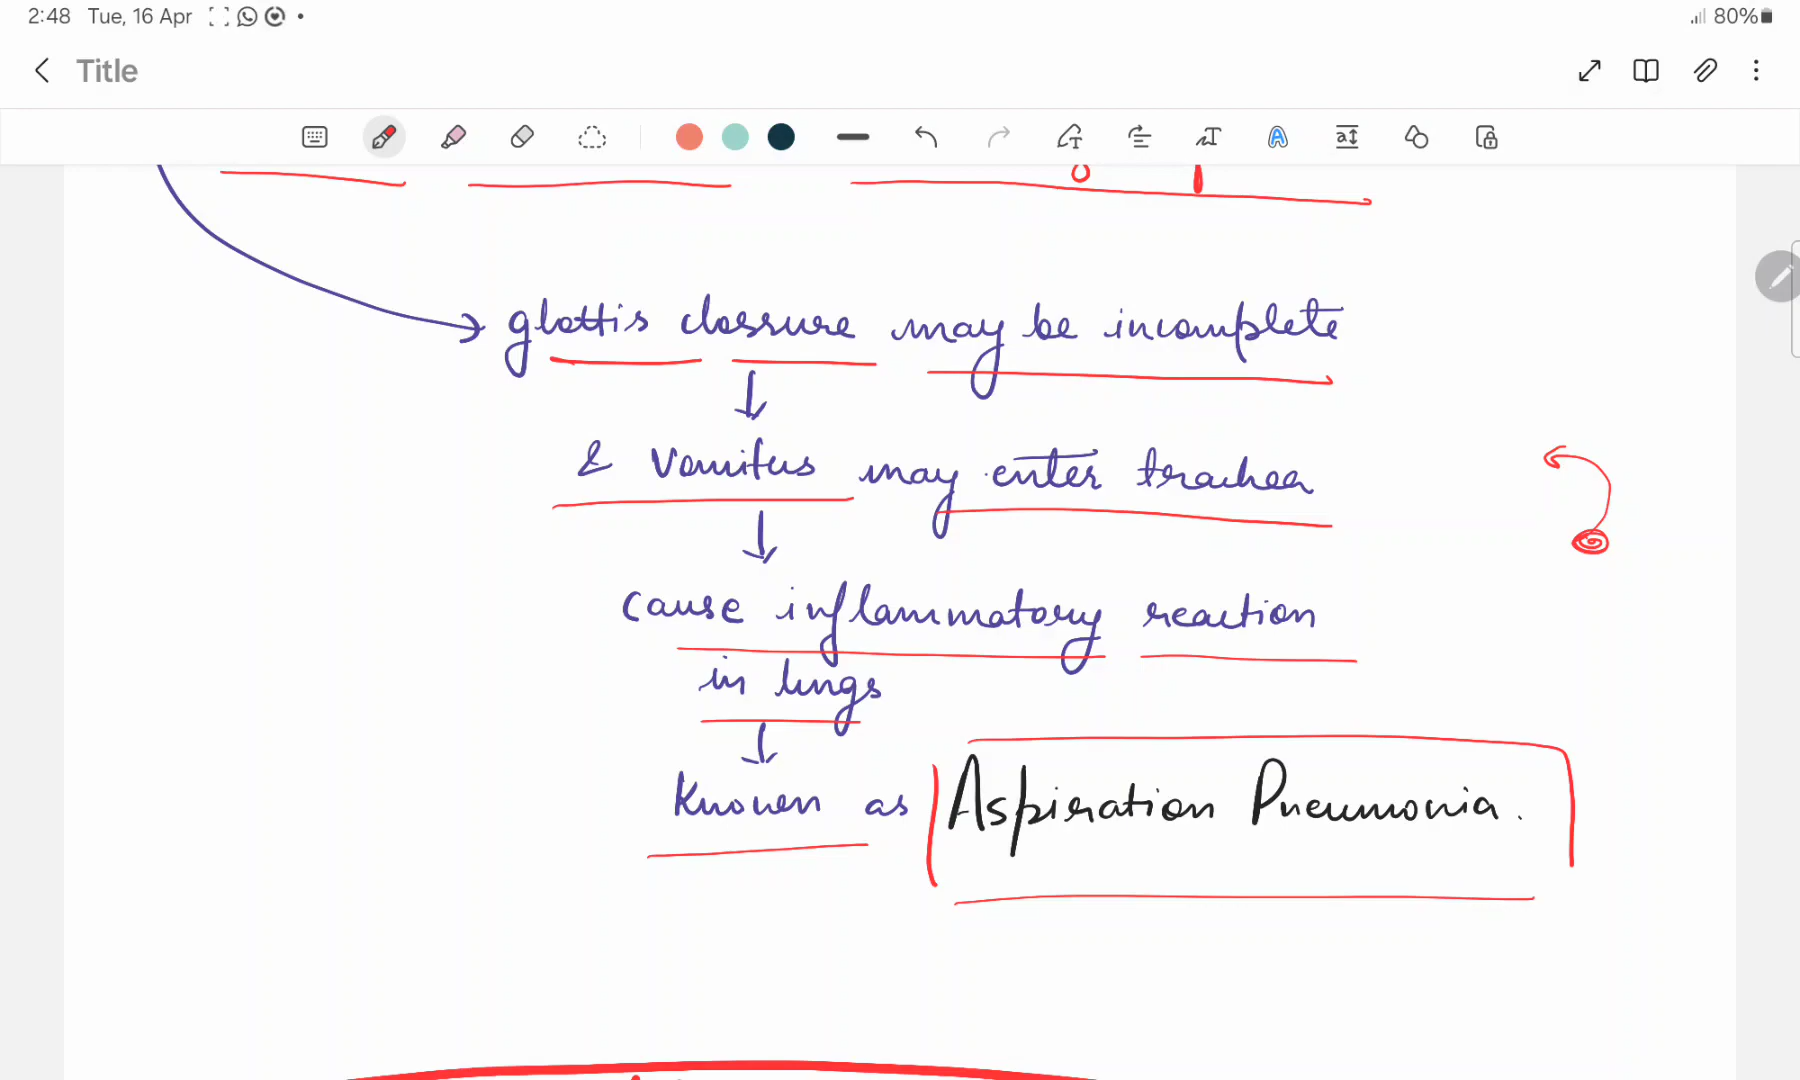 2:48 Tue, 16 Apr 80%
Title
glottis clossure may be incomplete
& vomitus may enter trachea
cause inflammatory reaction
in lungs
Known as Aspiration Pneumonia.